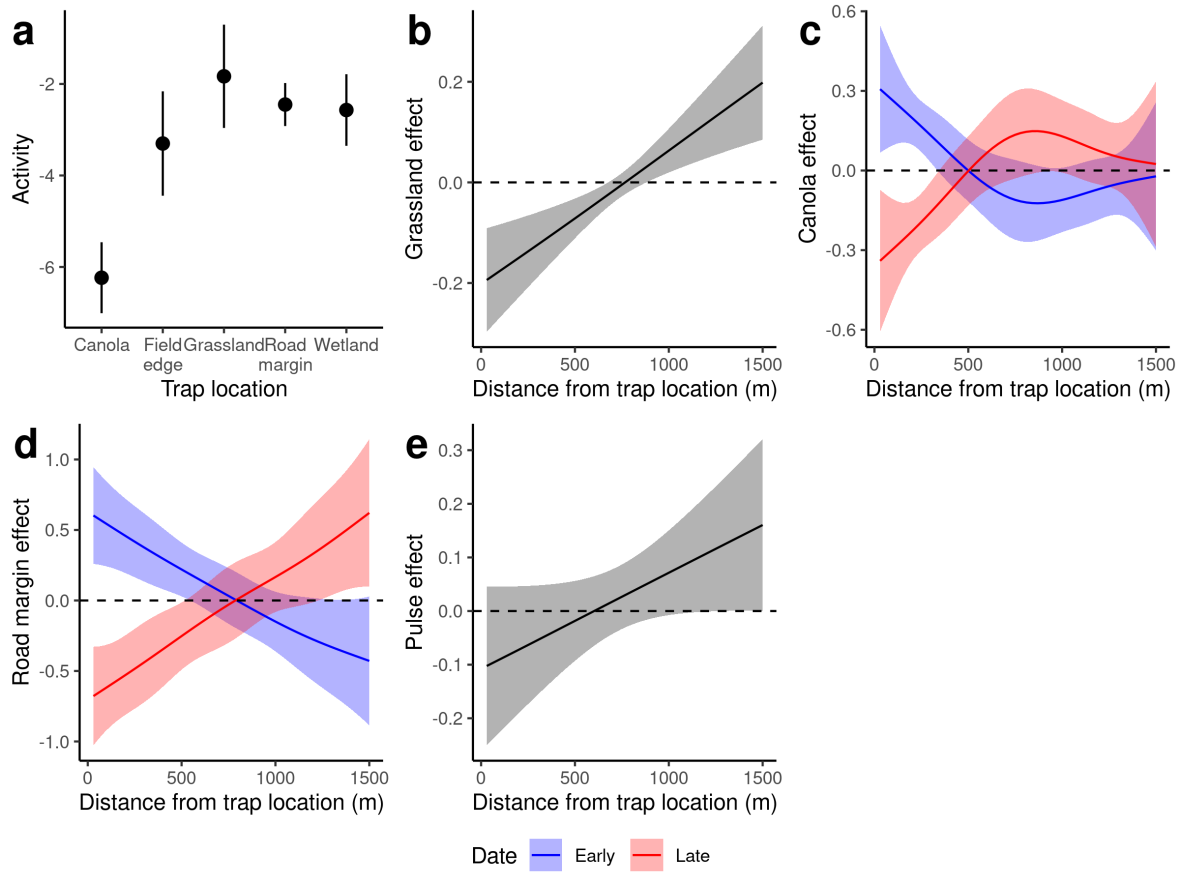 a
Activity
-2
-4
-6
Canola
Field
edge
Grassland
Road
margin
Wetland
Trap location
b
Grassland effect
0.2
0.0
-0.2
0
500
1000
1500
Distance from trap location (m)
c
Canola effect
0.6
0.3
0.0
-0.3
-0.6
0
500
1000
1500
Distance from trap location (m)
d
Road margin effect
1.0
0.5
0.0
-0.5
-1.0
0
500
1000
1500
Distance from trap location (m)
e
Pulse effect
0.3
0.2
0.1
0.0
-0.1
-0.2
0
500
1000
1500
Distance from trap location (m)
Date
Early
Late